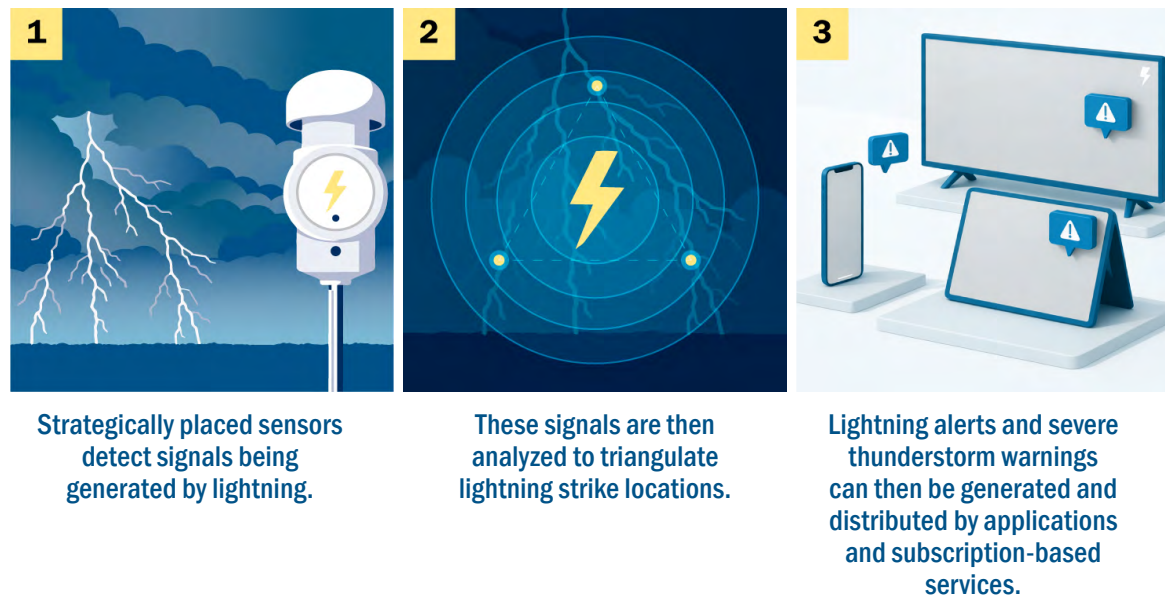 1
Strategically placed sensors
detect signals being
generated by lightning.
2
These signals are then
analyzed to triangulate
lightning strike locations.
3
Lightning alerts and severe
thunderstorm warnings
can then be generated and
distributed by applications
and subscription-based
services.